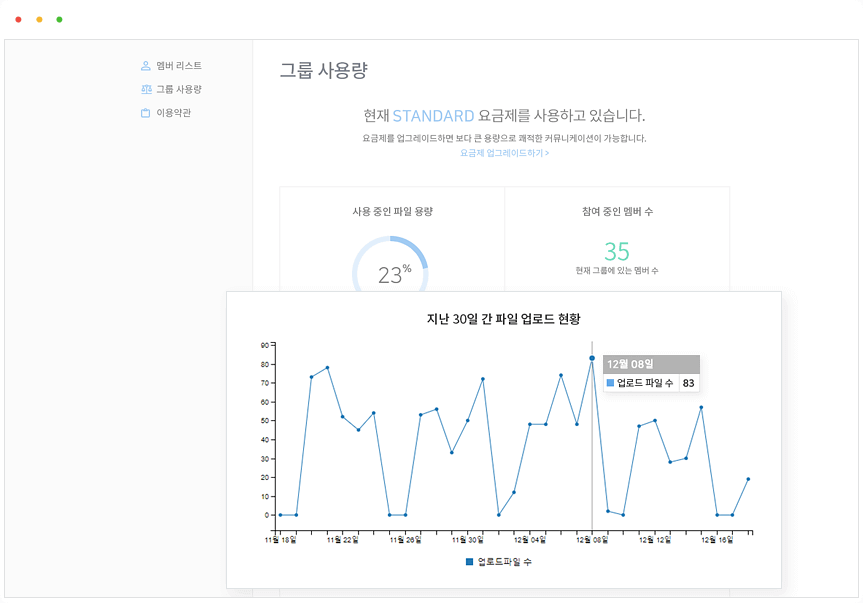 멤버 리스트
그룹 사용량
이용약관
그룹 사용량
현재 STANDARD 요금제를 사용하고 있습니다.
요금제를 업그레이드하면 보다 큰 용량으로 쾌적한 커뮤니케이션이 가능합니다.
요금제 업그레이드하기 >
사용 중인 파일 용량
23%
참여 중인 멤버 수
35
현재 그룹에 있는 멤버 수
지난 30일 간 파일 업로드 현황
90
80
70
60
50
40
30
20
10
0
12월 08일
업로드 파일 수 83
11월 18일 11월 22일 11월 26일 11월 30일 12월 04일 12월 08일 12월 12일 12월 16일
업로드파일 수